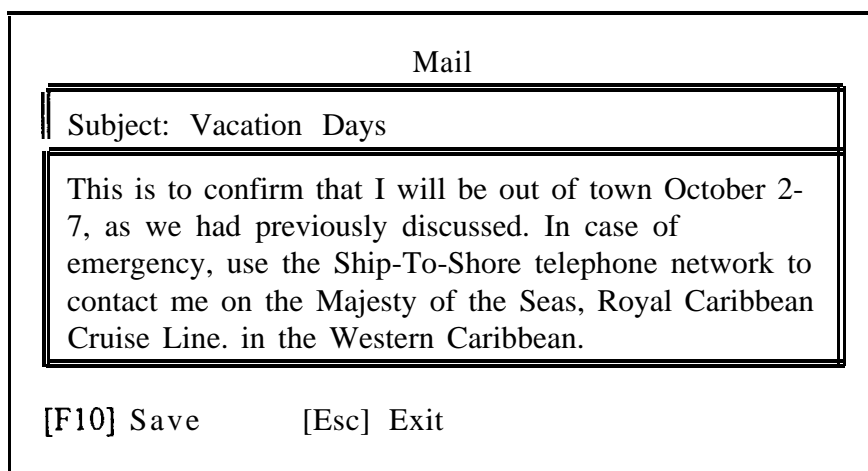 Mail
Subject: Vacation Days
This is to confirm that I will be out of town October 2-
7, as we had previously discussed. In case of
emergency, use the Ship-To-Shore telephone network to
contact me on the Majesty of the Seas, Royal Caribbean
Cruise Line. in the Western Caribbean.
[F10] Save [Esc] Exit